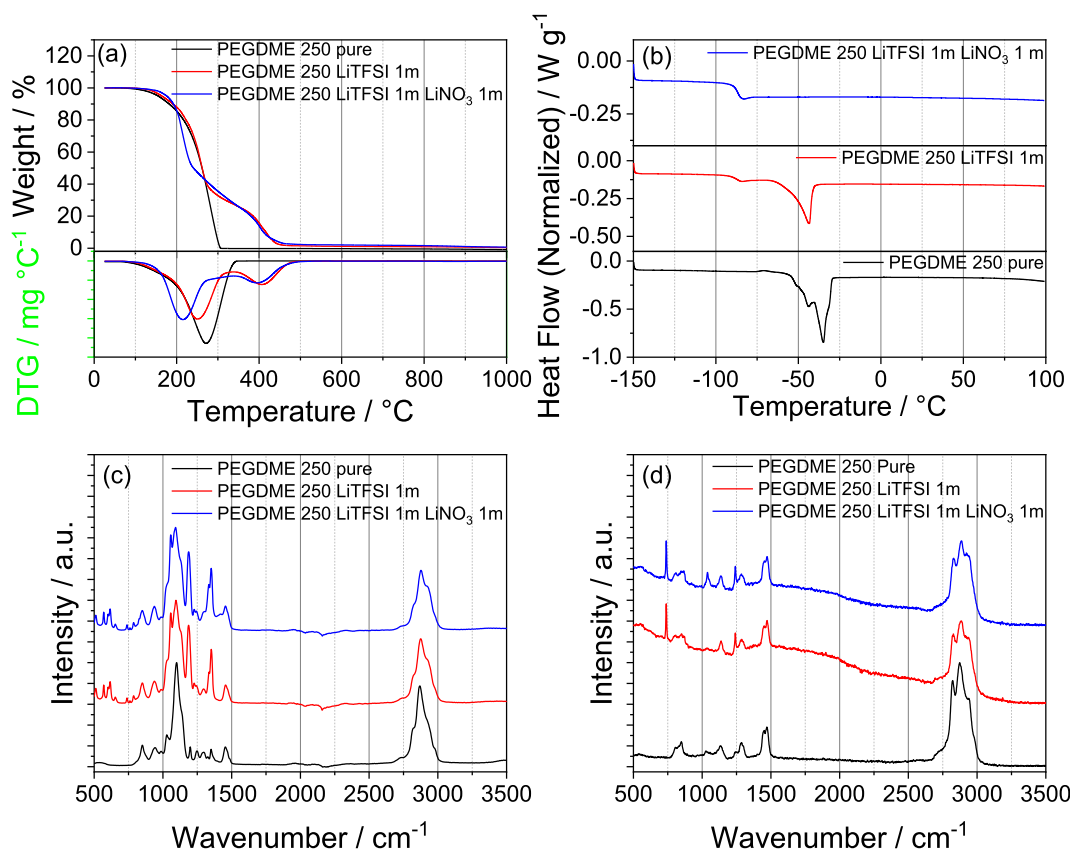 (a)
PEGDME 250 pure
PEGDME 250 LiTFSI 1m
PEGDME 250 LiTFSI 1m LiNO3 1m
120
100
80
60
40
20
0
Weight / %
DTG / mg °C-1
0 200 400 600 800 1000
Temperature / °C
(b)
PEGDME 250 LiTFSI 1m LiNO3 1 m
0.00
-0.25
PEGDME 250 LiTFSI 1m
0.00
-0.25
-0.50
PEGDME 250 pure
0.0
-0.5
-1.0
Heat Flow (Normalized) / W g-1
-150 -100 -50 0 50 100
Temperature / °C
(c)
PEGDME 250 pure
PEGDME 250 LiTFSI 1m
PEGDME 250 LiTFSI 1m LiNO3 1m
Intensity / a.u.
500 1000 1500 2000 2500 3000 3500
Wavenumber / cm-1
(d)
PEGDME 250 Pure
PEGDME 250 LiTFSI 1m
PEGDME 250 LiTFSI 1m LiNO3 1m
Intensity / a.u.
500 1000 1500 2000 2500 3000 3500
Wavenumber / cm-1